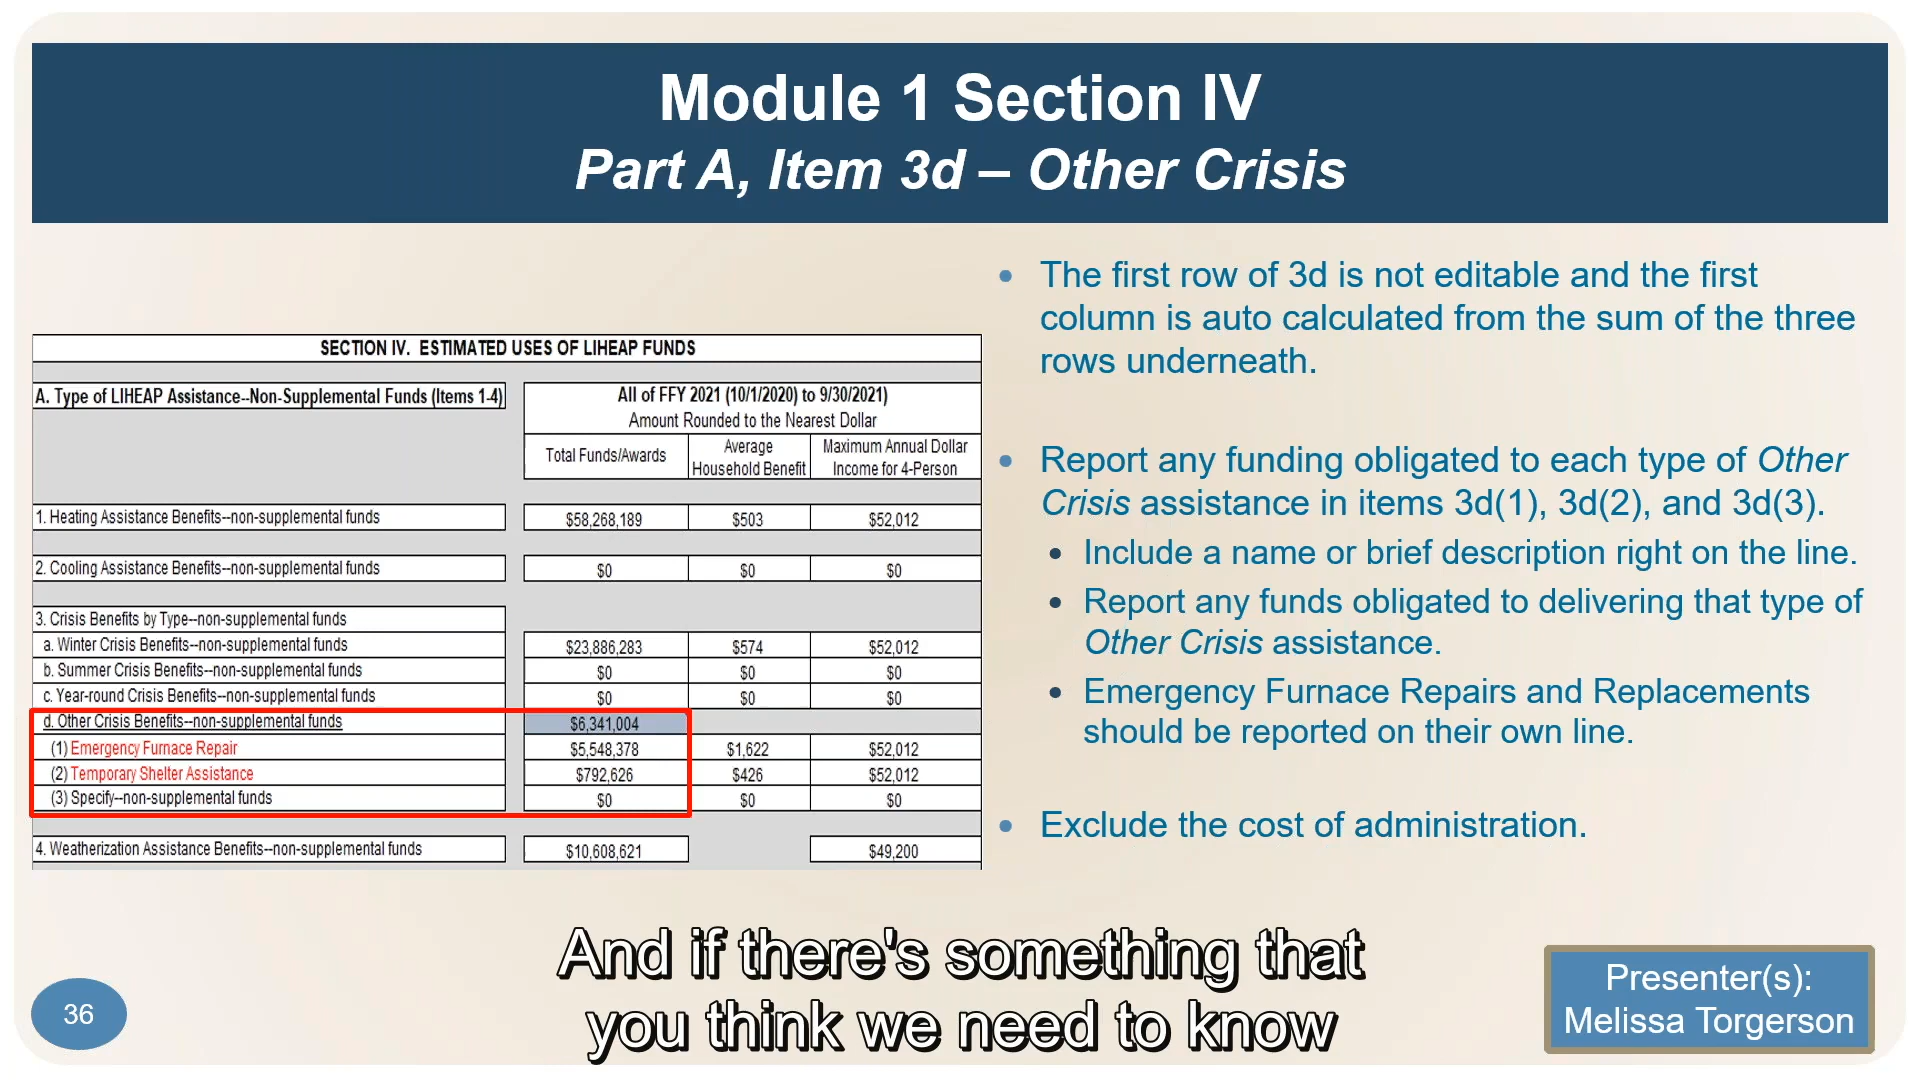 Module 1 Section IV
Part A, Item 3d – Other Crisis
SECTION IV. ESTIMATED USES OF LIHEAP FUNDS
A. Type of LIHEAP Assistance--Non-Supplemental Funds (Items 1-4)
All of FFY 2021 (10/1/2020) to 9/30/2021)
Amount Rounded to the Nearest Dollar
Total Funds/Awards
Average
Household Benefit
Maximum Annual Dollar
Income for 4-Person
1. Heating Assistance Benefits--non-supplemental funds $58,268,189 $503 $52,012
2. Cooling Assistance Benefits--non-supplemental funds $0 $0 $0
3. Crisis Benefits by Type--non-supplemental funds
a. Winter Crisis Benefits--non-supplemental funds $23,886,283 $574 $52,012
b. Summer Crisis Benefits--non-supplemental funds $0 $0 $0
c. Year-round Crisis Benefits--non-supplemental funds $0 $0 $0
d. Other Crisis Benefits--non-supplemental funds $6,341,004
(1) Emergency Furnace Repair $5,548,378 $1,622 $52,012
(2) Temporary Shelter Assistance $792,626 $426 $52,012
(3) Specify--non-supplemental funds $0 $0 $0
4. Weatherization Assistance Benefits--non-supplemental funds $10,608,621 $49,200
• The first row of 3d is not editable and the first
column is auto calculated from the sum of the three
rows underneath.
• Report any funding obligated to each type of Other
Crisis assistance in items 3d(1), 3d(2), and 3d(3).
• Include a name or brief description right on the line.
• Report any funds obligated to delivering that type of
Other Crisis assistance.
• Emergency Furnace Repairs and Replacements
should be reported on their own line.
• Exclude the cost of administration.
And if there's something that
you think we need to know
36
Presenter(s):
Melissa Torgerson